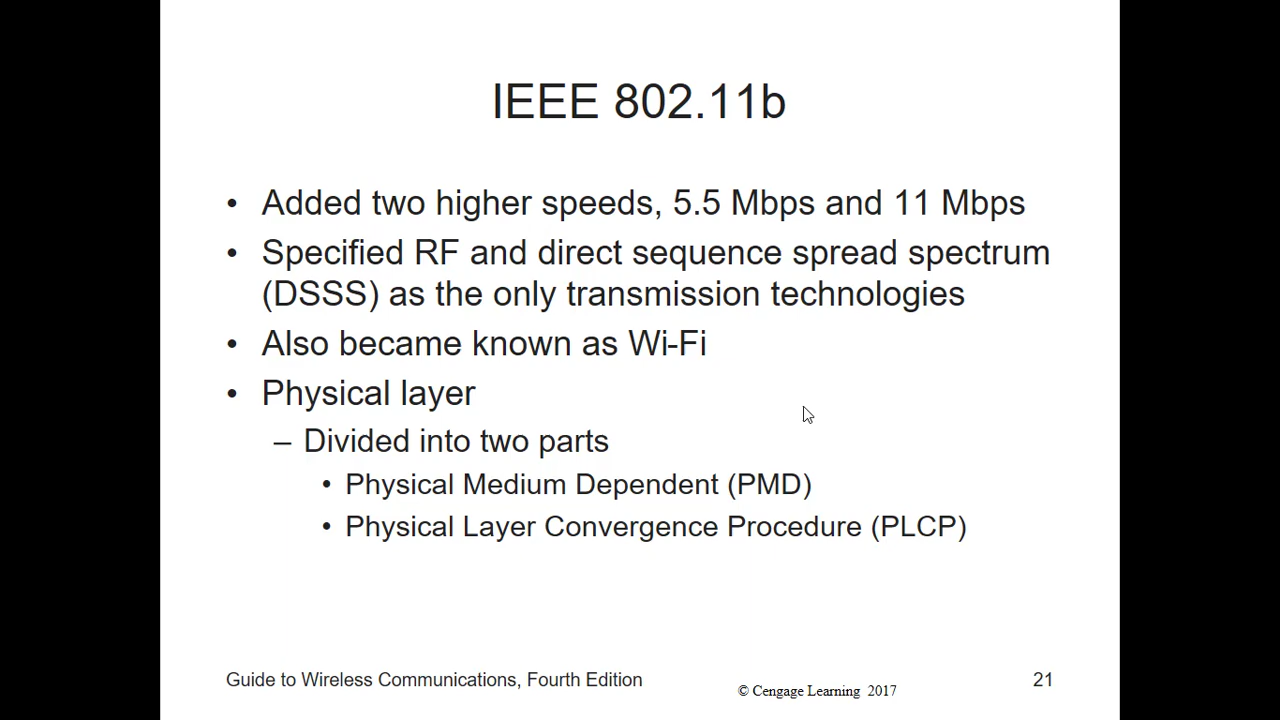 IEEE 802.11b
• Added two higher speeds, 5.5 Mbps and 11 Mbps
• Specified RF and direct sequence spread spectrum
(DSSS) as the only transmission technologies
• Also became known as Wi-Fi
• Physical layer
– Divided into two parts
• Physical Medium Dependent (PMD)
• Physical Layer Convergence Procedure (PLCP)
Guide to Wireless Communications, Fourth Edition
© Cengage Learning 2017
21